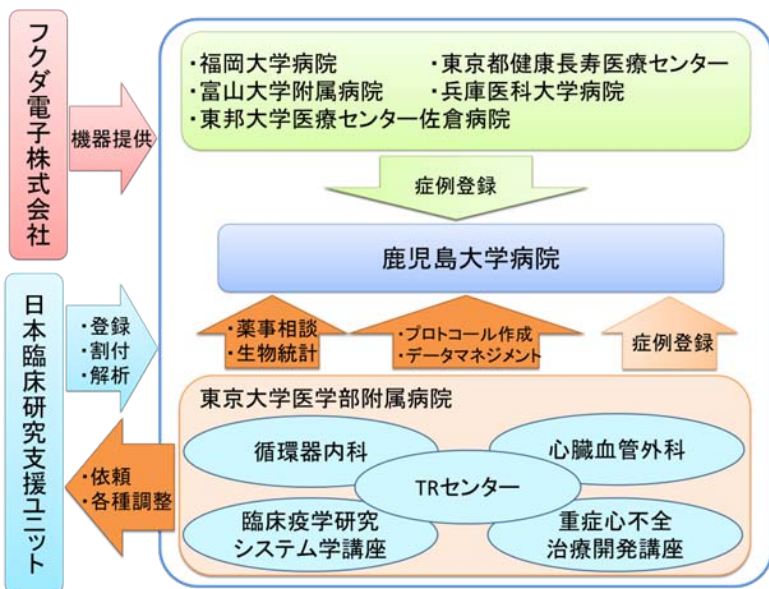 フクダ電子株式会社
機器提供
・福岡大学病院 ・東京都健康長寿医療センター
・富山大学附属病院 ・兵庫医科大学病院
・東邦大学医療センター佐倉病院
症例登録
鹿児島大学病院
日本臨床研究支援ユニット
・登録
・割付
・解析
・薬事相談
・生物統計
・プロトコール作成
・データマネジメント
症例登録
東京大学医学部附属病院
循環器内科
心臓血管外科
TRセンター
臨床疫学研究
システム学講座
重症心不全
治療開発講座
・依頼
・各種調整